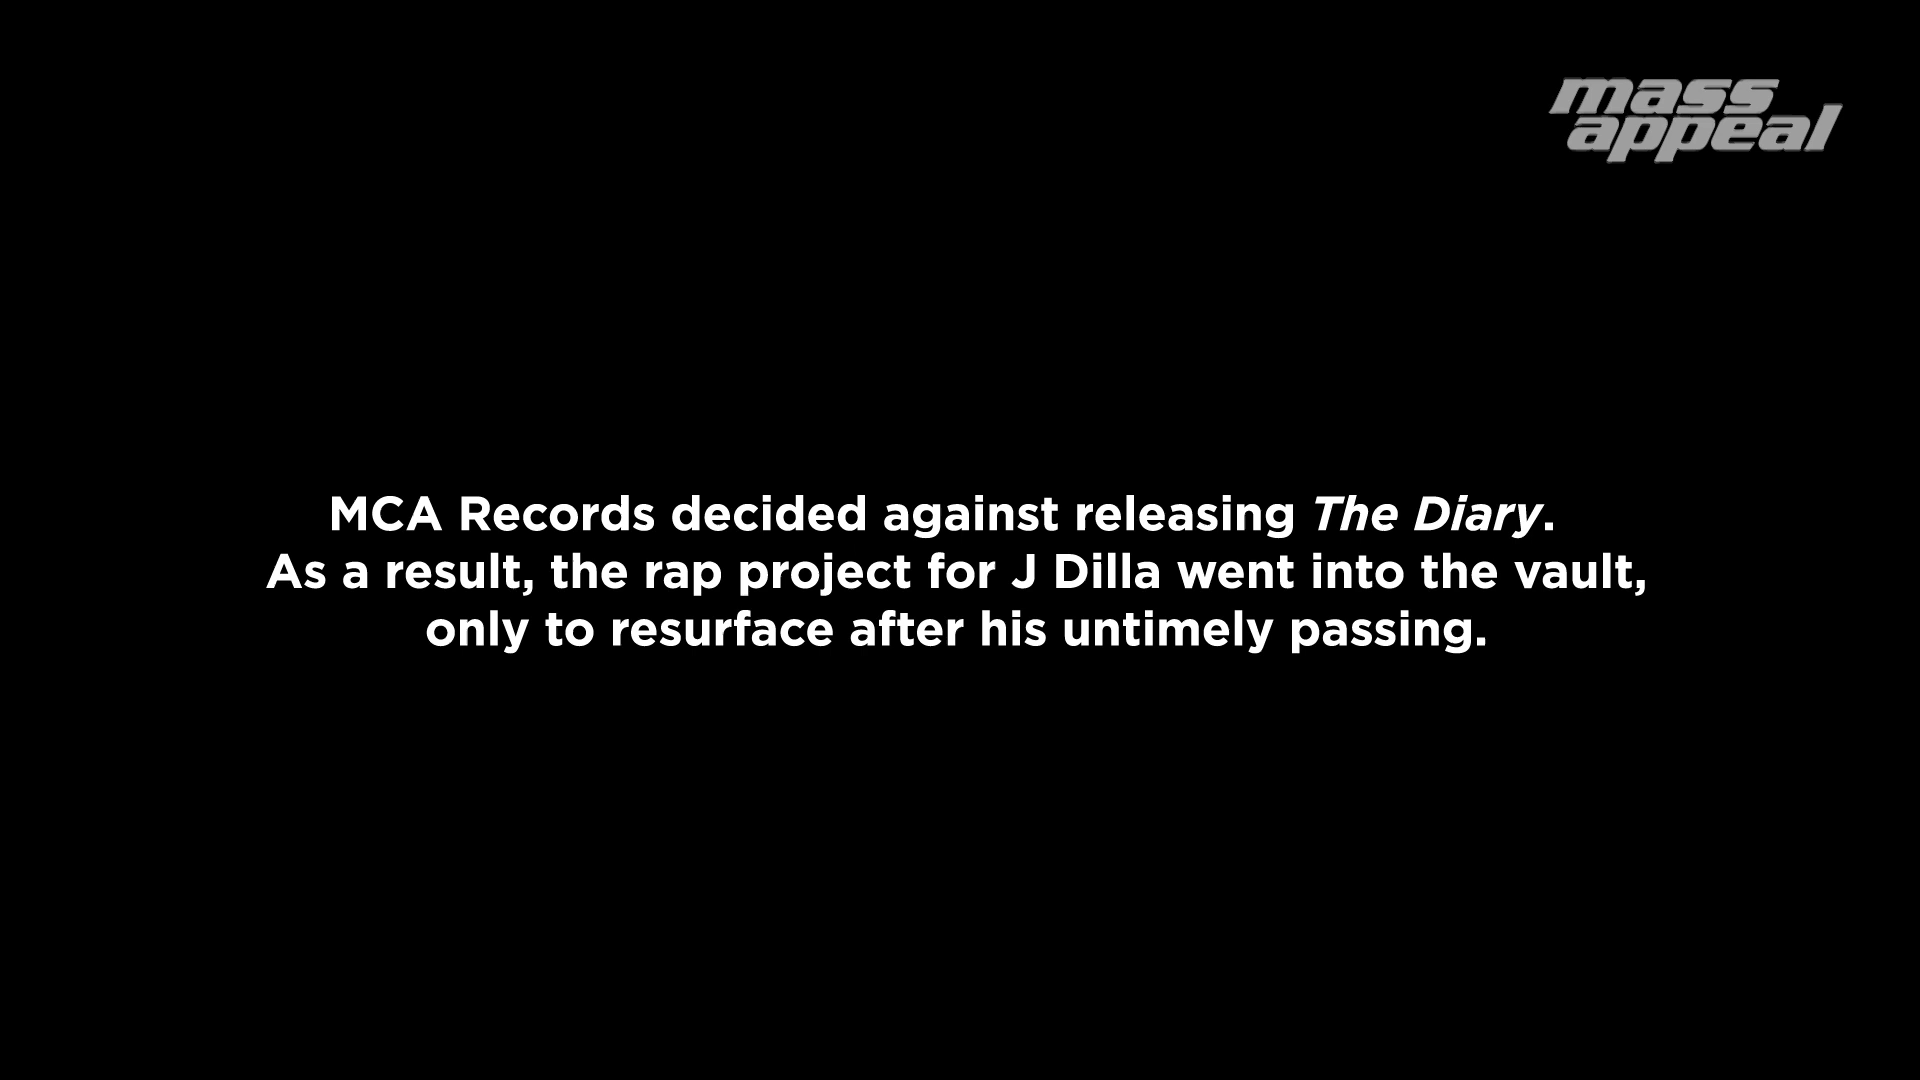 mass
appeal
MCA Records decided against releasing The Diary.
As a result, the rap project for J Dilla went into the vault,
only to resurface after his untimely passing.